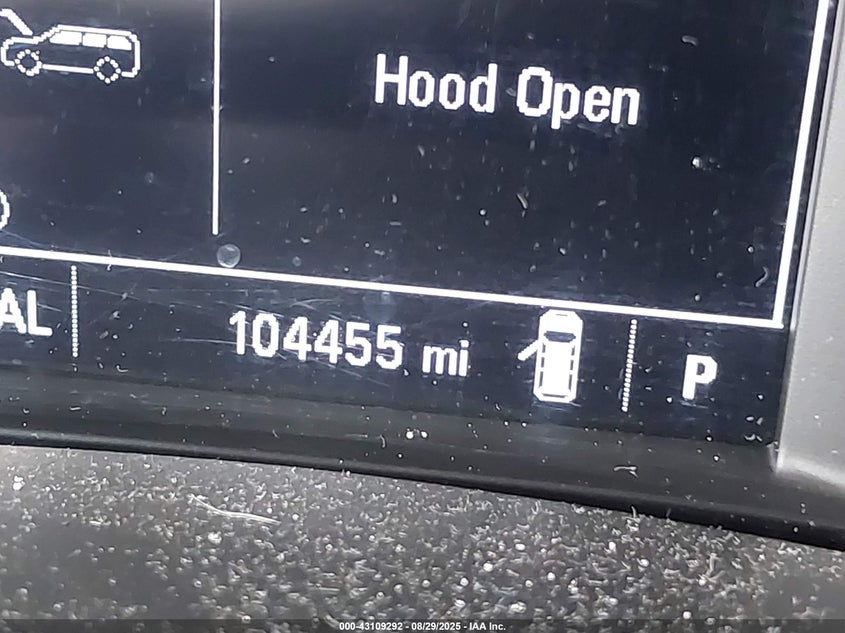 Hood Open
AL
104455 mi
P
000-43109292 - 08/29/2025 - IAA Inc.